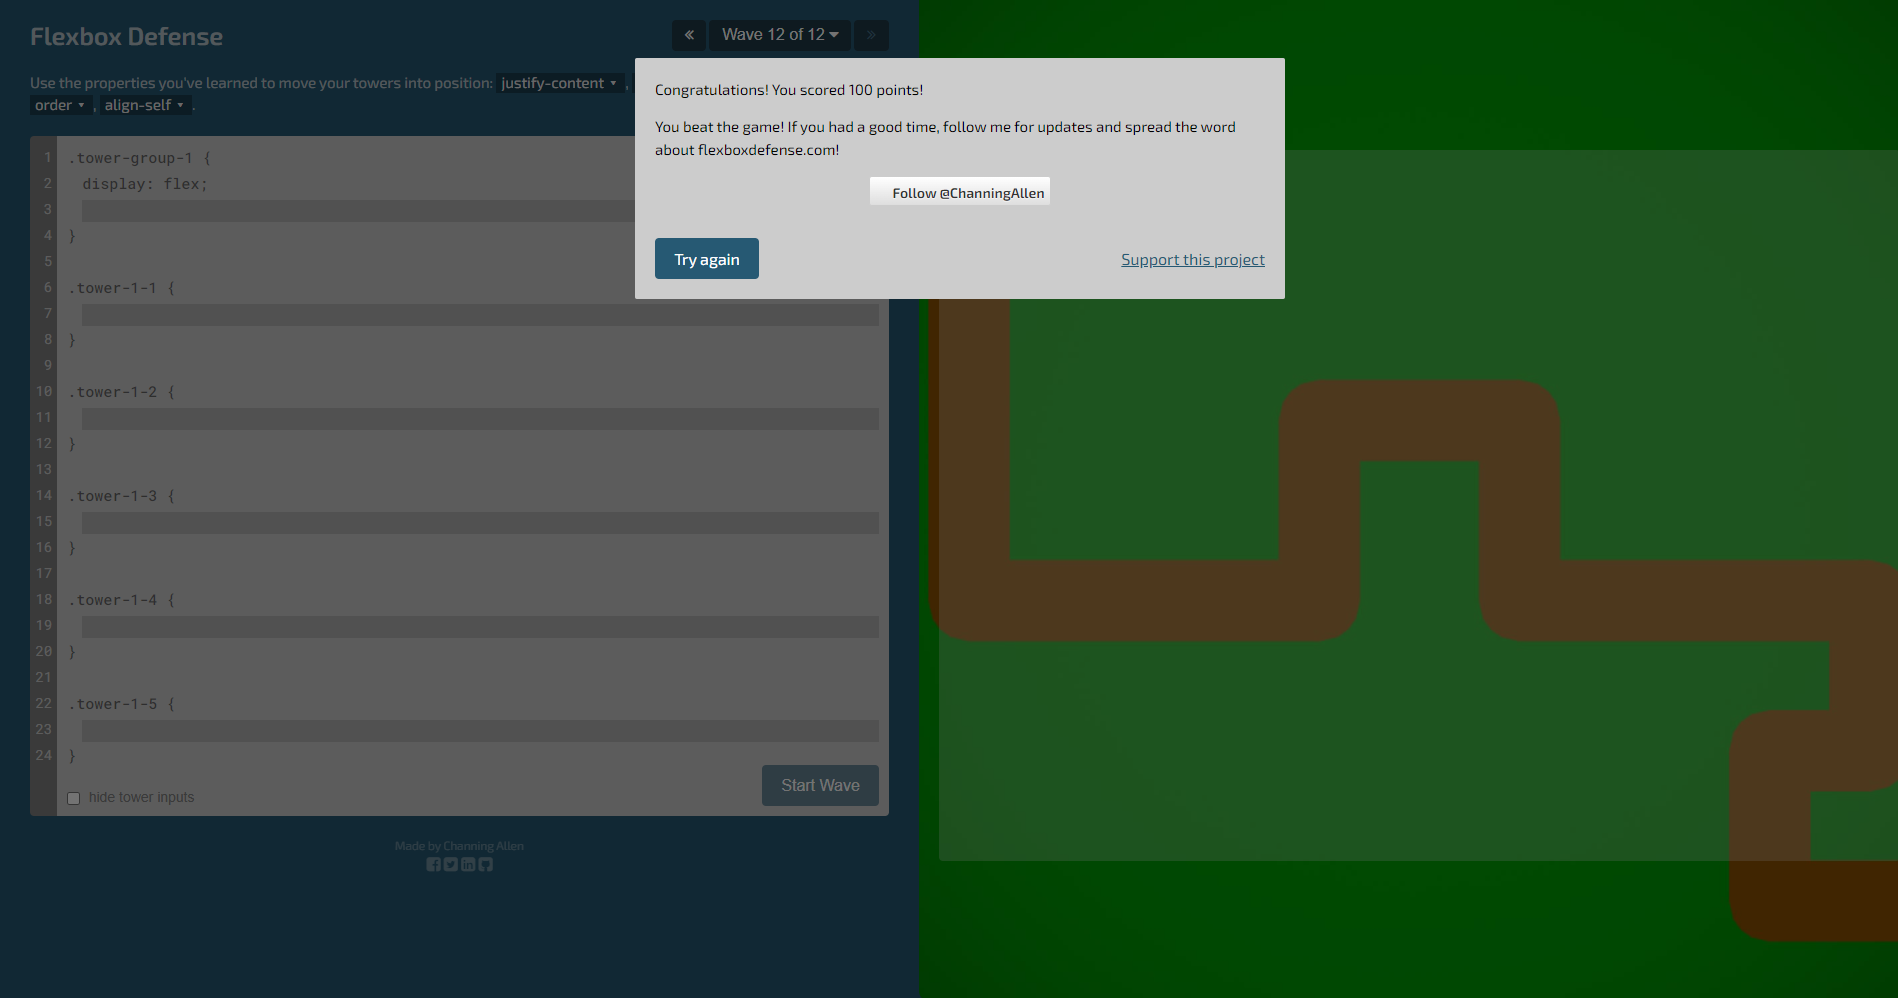 Flexbox Defense
« Wave 12 of 12 »
Use the properties you've learned to move your towers into position: justify-content ,
order , align-self .
Congratulations! You scored 100 points!
You beat the game! If you had a good time, follow me for updates and spread the word
about flexboxdefense.com!
Follow @ChanningAllen
Try again
Support this project
1 .tower-group-1 {
2 display: flex;
3
4 }
5
6 .tower-1-1 {
7
8 }
9
10 .tower-1-2 {
11
12 }
13
14 .tower-1-3 {
15
16 }
17
18 .tower-1-4 {
19
20 }
21
22 .tower-1-5 {
23
24 }
Start Wave
hide tower inputs
Made by Channing Allen